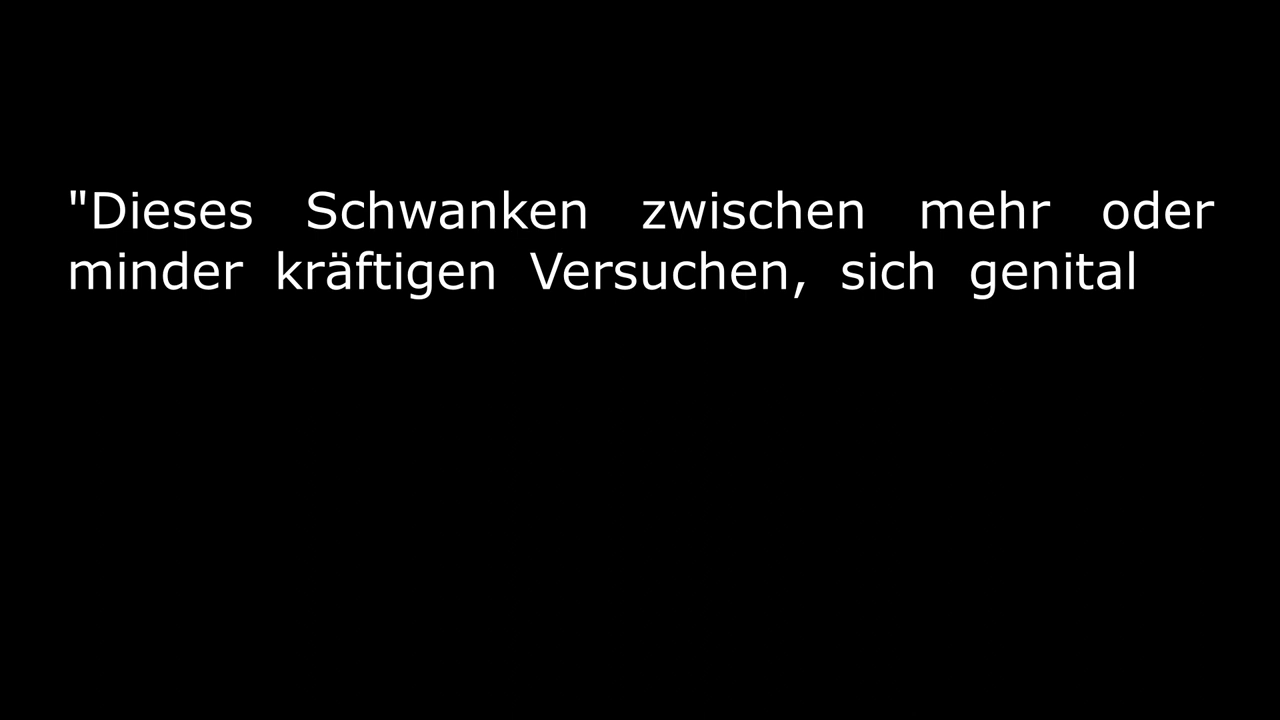 "Dieses Schwanken zwischen mehr oder
minder kräftigen Versuchen, sich genital